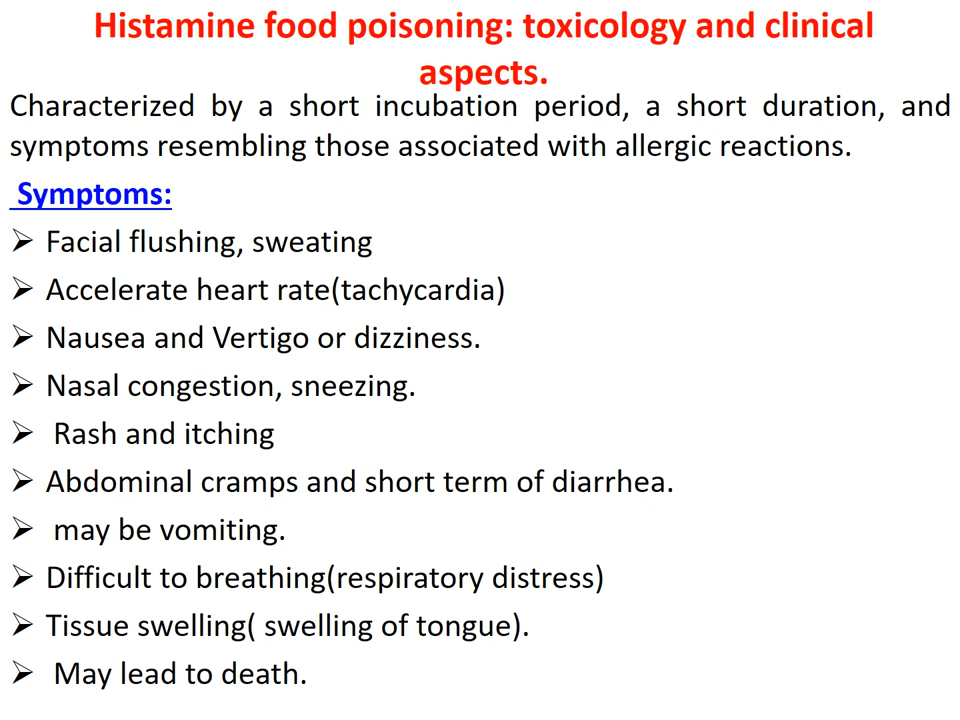 Histamine food poisoning: toxicology and clinical
aspects.
Characterized by a short incubation period, a short duration, and
symptoms resembling those associated with allergic reactions.
Symptoms:
➢ Facial flushing, sweating
➢ Accelerate heart rate(tachycardia)
➢ Nausea and Vertigo or dizziness.
➢ Nasal congestion, sneezing.
➢ Rash and itching
➢ Abdominal cramps and short term of diarrhea.
➢ may be vomiting.
➢ Difficult to breathing(respiratory distress)
➢ Tissue swelling( swelling of tongue).
➢ May lead to death.